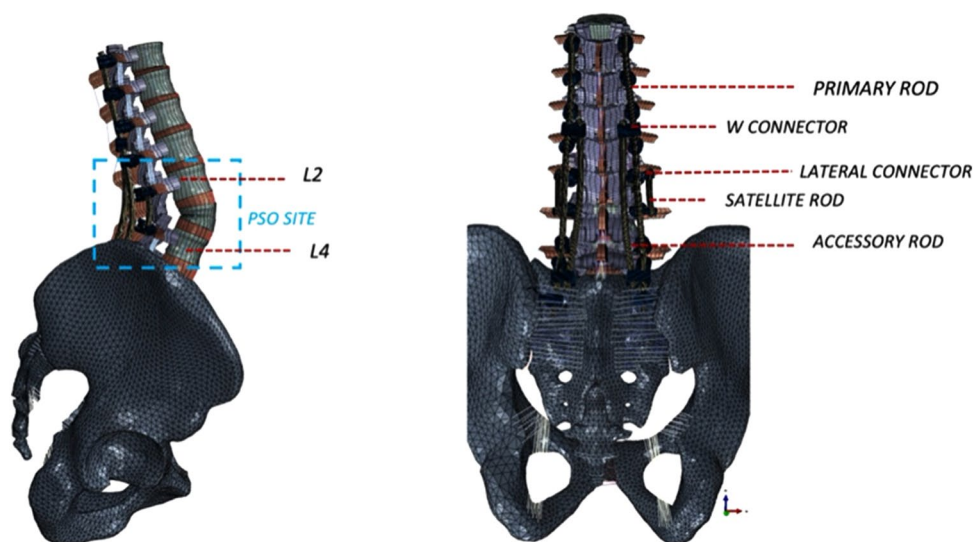 L2
PSO SITE
L4
PRIMARY ROD
W CONNECTOR
LATERAL CONNECTOR
SATELLITE ROD
ACCESSORY ROD